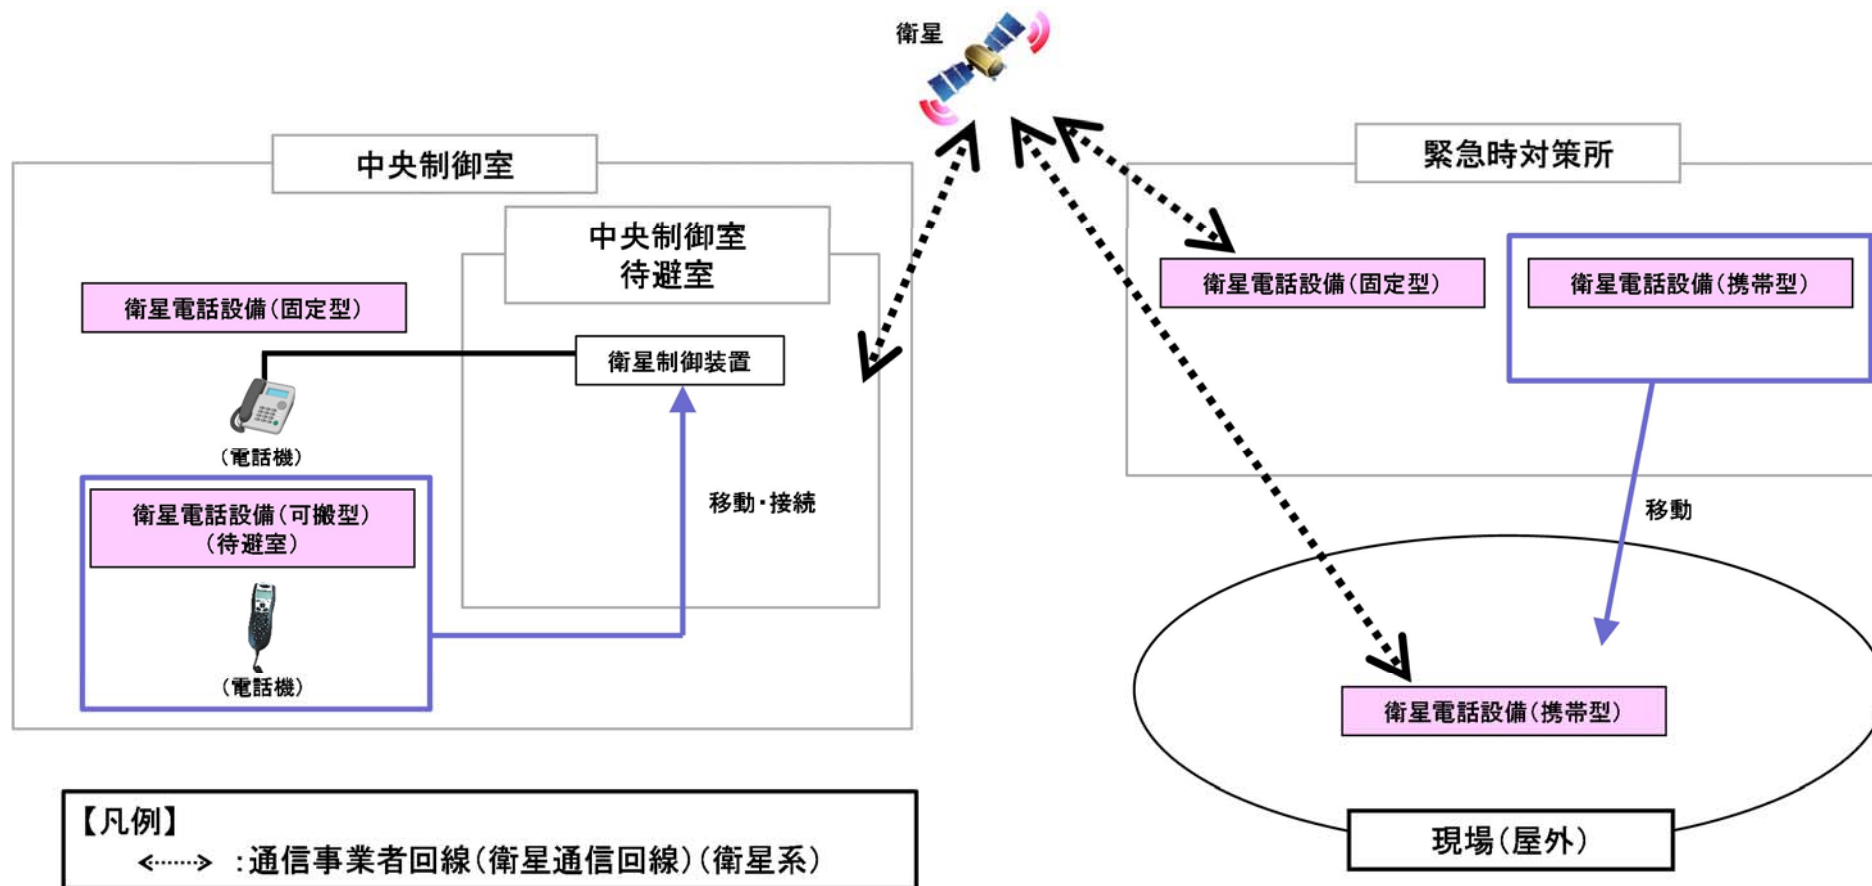 衛星
中央制御室
中央制御室
待避室
衛星電話設備(固定型)
衛星制御装置
(電話機)
衛星電話設備(可搬型)
(待避室)
(電話機)
移動・接続
緊急時対策所
衛星電話設備(固定型)
衛星電話設備(携帯型)
移動
衛星電話設備(携帯型)
現場(屋外)
【凡例】
:通信事業者回線(衛星通信回線)(衛星系)